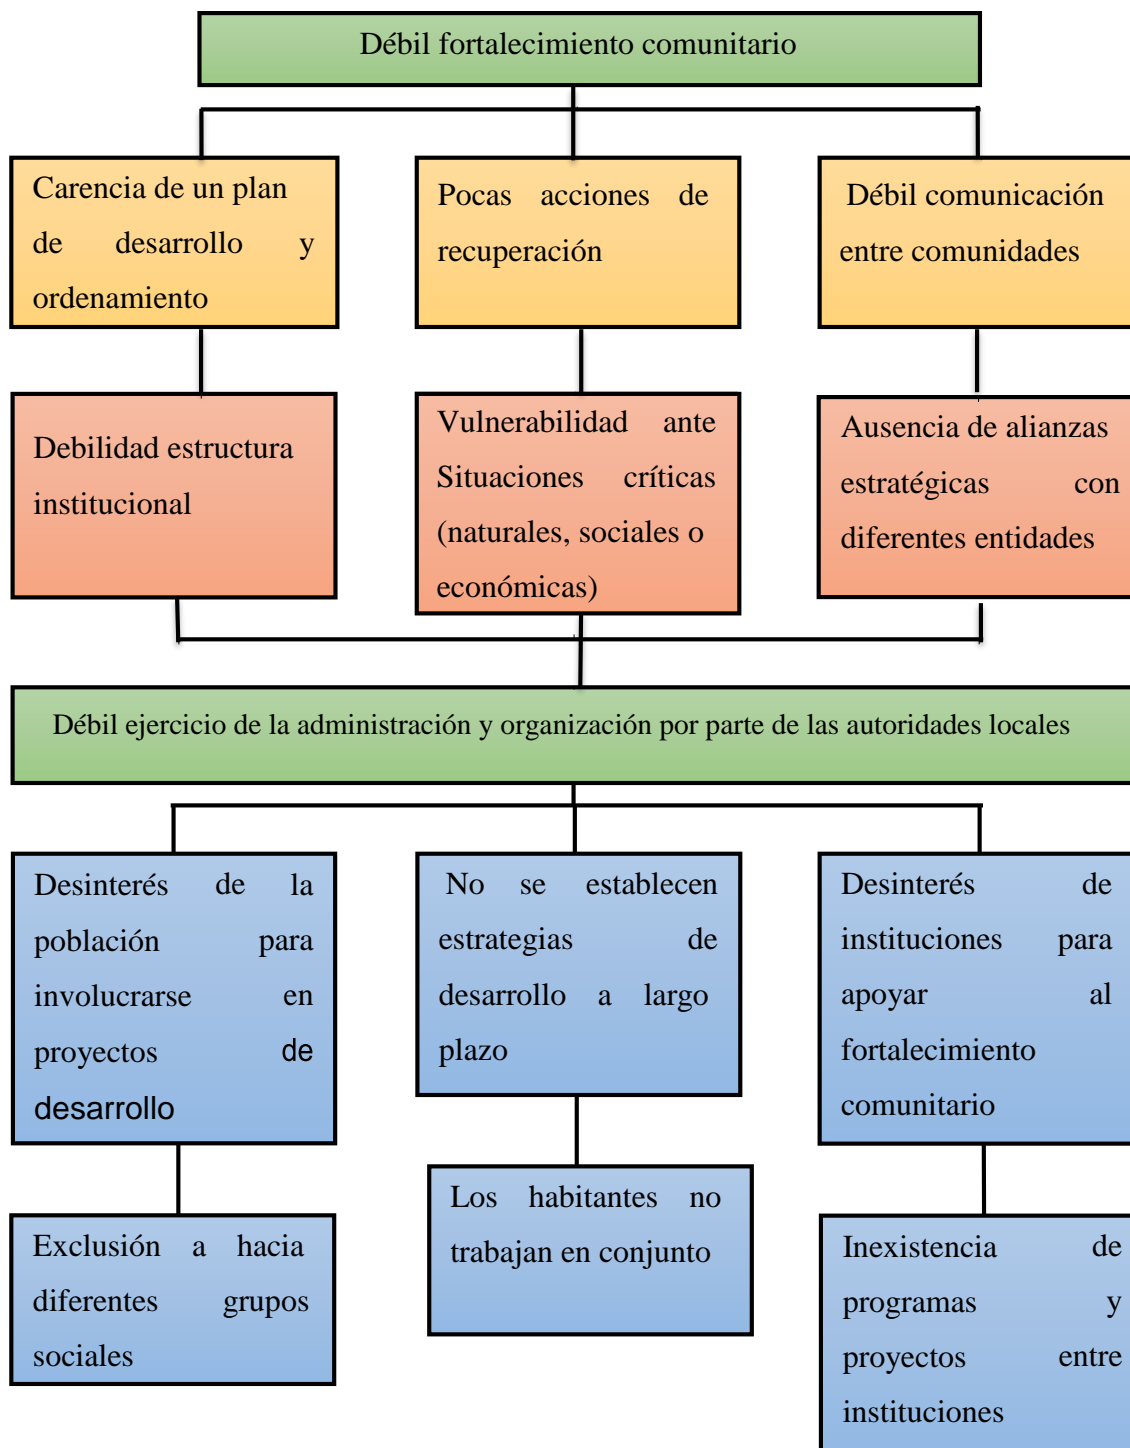 Débil fortalecimiento comunitario
Carencia de un plan
de desarrollo y
ordenamiento
Pocas acciones de
recuperación
Débil comunicación
entre comunidades
Debilidad estructura
institucional
Vulnerabilidad ante
Situaciones críticas
(naturales, sociales o
económicas)
Ausencia de alianzas
estratégicas con
diferentes entidades
Débil ejercicio de la administración y organización por parte de las autoridades locales
Desinterés de la
población para
involucrarse en
proyectos de
desarrollo
No se establecen
estrategias de
desarrollo a largo
plazo
Desinterés de
instituciones para
apoyar al
fortalecimiento
comunitario
Exclusión a hacia
diferentes grupos
sociales
Los habitantes no
trabajan en conjunto
Inexistencia de
programas y
proyectos entre
instituciones